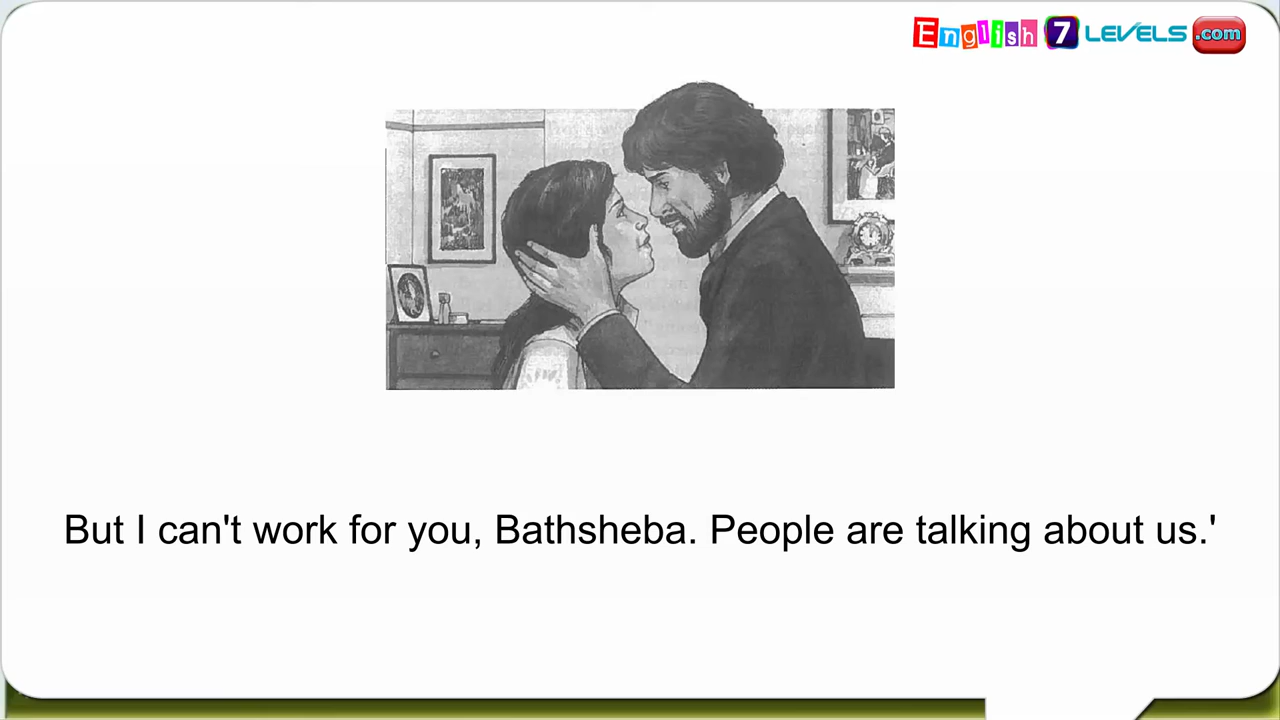 English 7 LEVELS .com
But I can't work for you, Bathsheba. People are talking about us.'